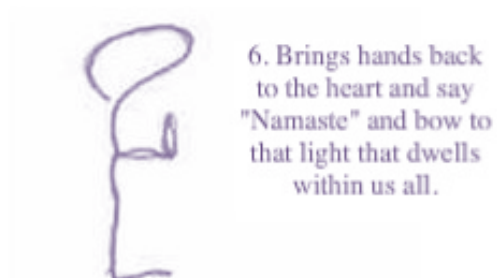 6. Brings hands back
to the heart and say
"Namaste" and bow to
that light that dwells
within us all.